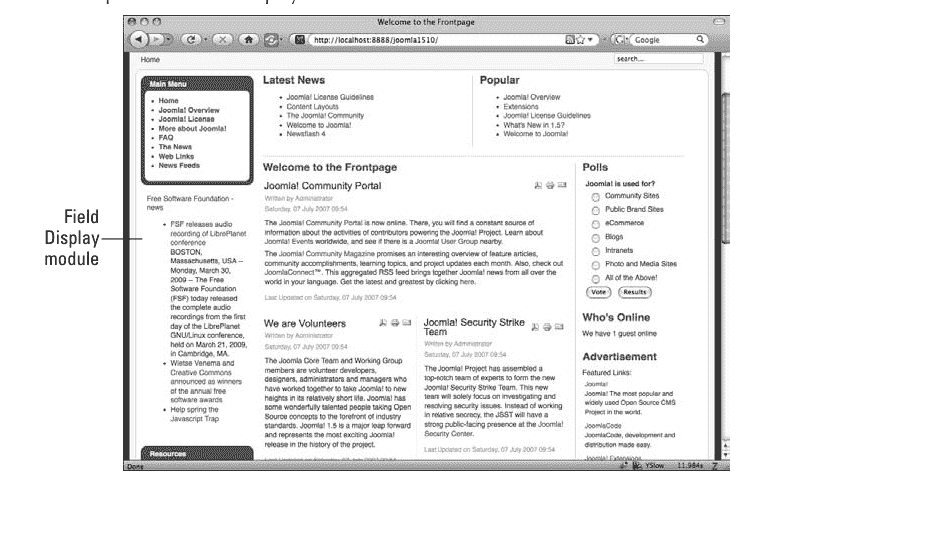 Welcome to the Frontpage
http://localhost:8888/joomla1510/
Google
Home
search...
Main Menu
Home
Joomla! Overview
Joomla! License
More about Joomla!
FAQ
The News
Web Links
News Feeds
Latest News
Joomla! License Guidelines
Content Layouts
The Joomla! Community
Welcome to Joomla!
Newsflash 4
Popular
Joomla! Overview
Extensions
Joomla! License Guidelines
What's New in 1.5?
Welcome to Joomla!
Field
Display
module
Free Software Foundation -
news
FSF releases audio
recording of LibrePlanet
conference
BOSTON,
Massachusetts, USA --
Monday, March 30,
2009 -- The Free
Software Foundation
(FSF) today released
the complete audio
recordings from the first
day of the LibrePlanet
GNU/Linux conference,
held on March 21, 2009,
in Cambridge, MA.
Wietse Venema and
Creative Commons
announced as winners
of the annual free
software awards
Help spring the
Javascript Trap
Resources
Welcome to the Frontpage
Joomla! Community Portal
Written by Administrator
Saturday, 07 July 2007 09:54
The Joomla! Community Portal is now online. There, you will find a constant source of
information about the activities of contributors powering the Joomla! Project. Learn about
Joomla! Events worldwide, and see if there is a Joomla! User Group nearby.
The Joomla! Community Magazine promises an interesting overview of feature articles,
community accomplishments, learning topics, and project updates each month. Also, check out
JoomlaConnect™. This aggregated RSS feed brings together Joomla! news from all over the
world in your language. Get the latest and greatest by clicking here.
Last Updated on Saturday, 07 July 2007 09:54
We are Volunteers
Written by Administrator
Saturday, 07 July 2007 09:54
The Joomla Core Team and Working Group
members are volunteer developers,
designers, administrators and managers who
have worked together to take Joomla! to new
heights in its relatively short life. Joomla! has
some wonderfully talented people taking Open
Source concepts to the forefront of industry
standards. Joomla! 1.5 is a major leap forward
and represents the most exciting Joomla!
release in the history of the project.
Joomla! Security Strike
Team
Written by Administrator
Saturday, 07 July 2007 09:54
The Joomla! Project has assembled a
top-notch team of experts to form the new
Joomla! Security Strike Team. This new
team will solely focus on investigating and
resolving security issues. Instead of working
in relative secrecy, the JSST will have a
strong public-facing presence at the Joomla!
Security Center.
Last Updated on Saturday, 07 July 2007 09:54
Polls
Joomla! is used for?
Community Sites
Public Brand Sites
eCommerce
Blogs
Intranets
Photo and Media Sites
All of the Above!
Vote
Results
Who's Online
We have 1 guest online
Advertisement
Featured Links:
Joomla!
Joomla! The most popular and
widely used Open Source CMS
Project in the world.
JoomlaCode
JoomlaCode, development and
distribution made easy.
Joomla! Extensions
Done
YSlow
11.984s